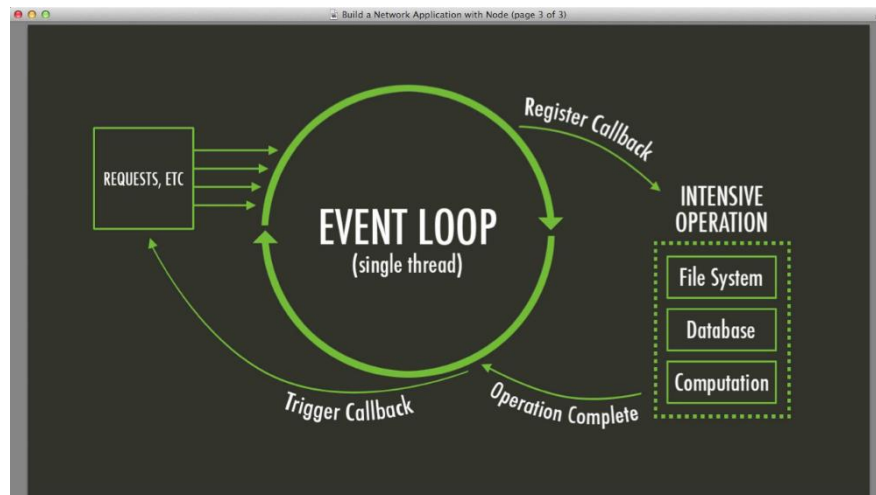 Build a Network Application with Node (page 3 of 3)
REQUESTS, ETC
EVENT LOOP
(single thread)
Register Callback
INTENSIVE
OPERATION
File System
Database
Computation
Operation Complete
Trigger Callback